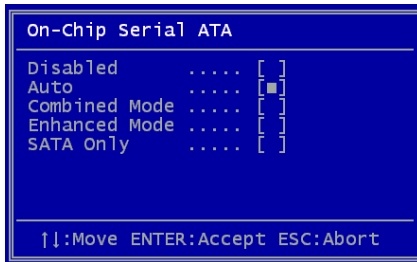 On-Chip Serial ATA
Disabled ..... [ ]
Auto ..... [■]
Combined Mode ..... [ ]
Enhanced Mode ..... [ ]
SATA Only ..... [ ]
↑↓:Move ENTER:Accept ESC:Abort